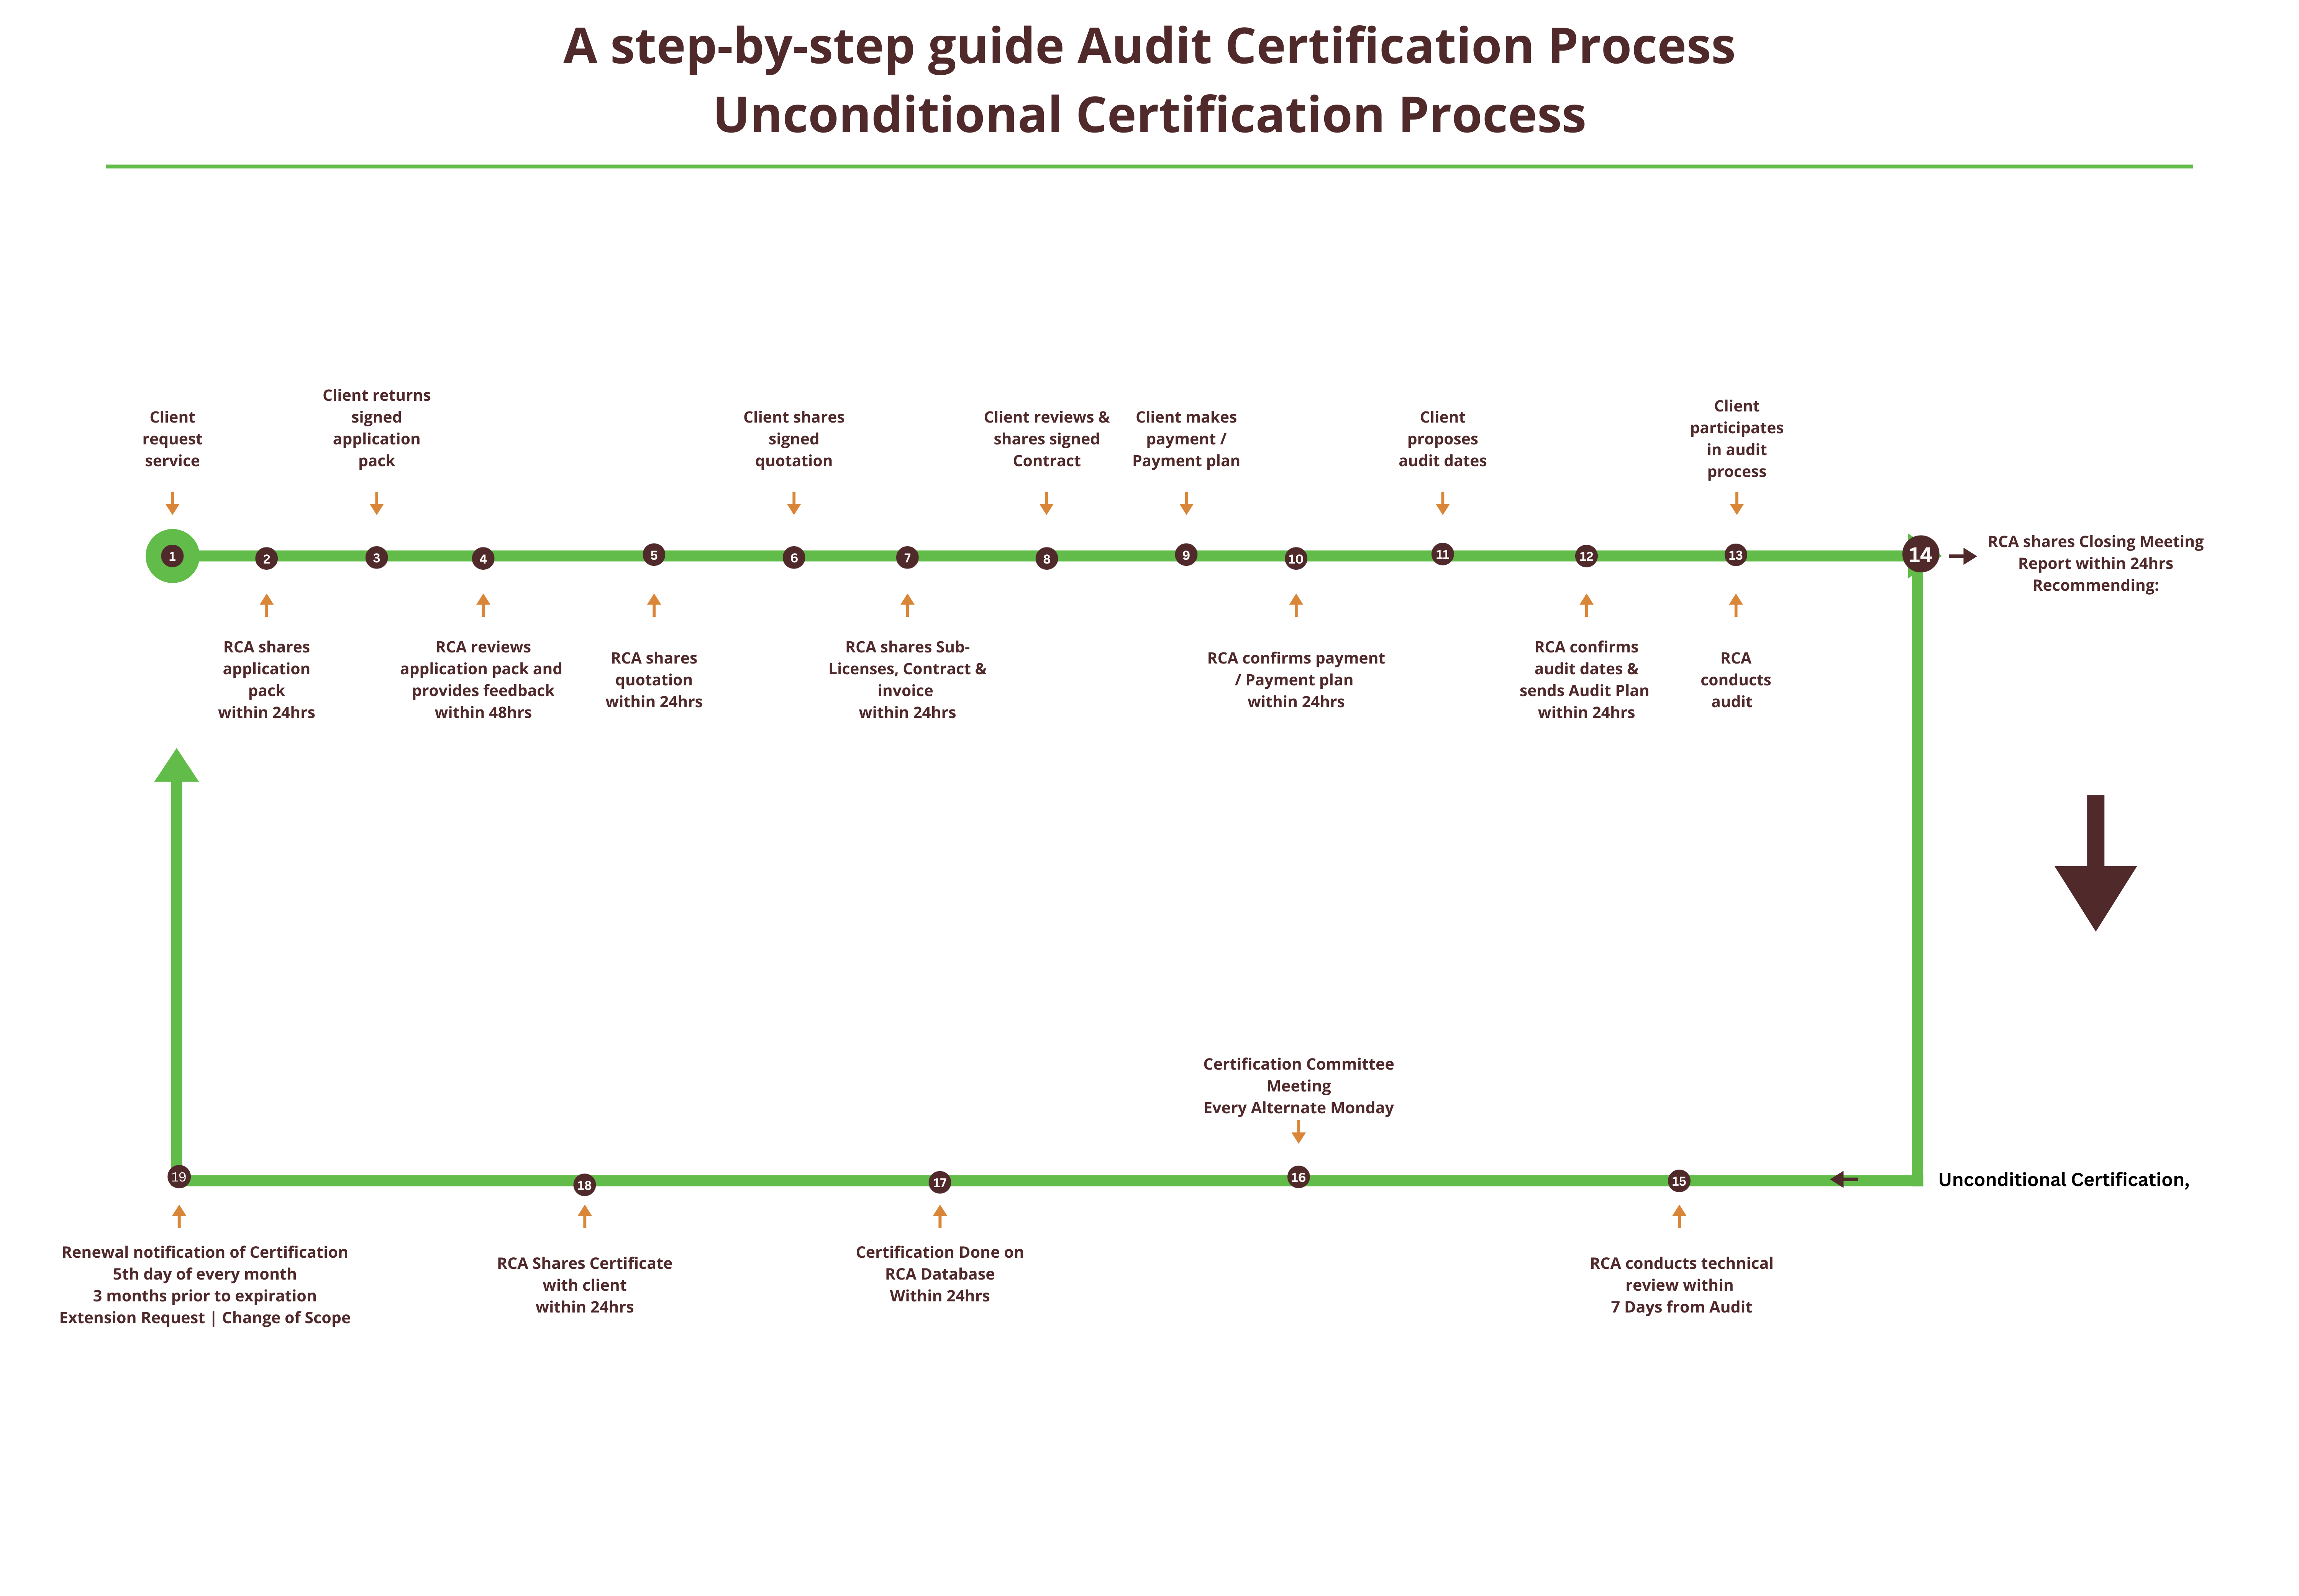 A step-by-step guide Audit Certification Process
Unconditional Certification Process
Client
request
service
Client returns
signed
application
pack
Client shares
signed
quotation
Client reviews &
shares signed
Contract
Client makes
payment /
Payment plan
Client
proposes
audit dates
Client
participates
in audit
process
1
2
3
4
5
6
7
8
9
10
11
12
13
14
RCA shares Closing Meeting
Report within 24hrs
Recommending:
RCA shares
application
pack
within 24hrs
RCA reviews
application pack and
provides feedback
within 48hrs
RCA shares
quotation
within 24hrs
RCA shares Sub-
Licenses, Contract &
invoice
within 24hrs
RCA confirms payment
/ Payment plan
within 24hrs
RCA confirms
audit dates &
sends Audit Plan
within 24hrs
RCA
conducts
audit
Certification Committee
Meeting
Every Alternate Monday
19
18
17
16
15
Unconditional Certification,
Renewal notification of Certification
5th day of every month
3 months prior to expiration
Extension Request | Change of Scope
RCA Shares Certificate
with client
within 24hrs
Certification Done on
RCA Database
Within 24hrs
RCA conducts technical
review within
7 Days from Audit